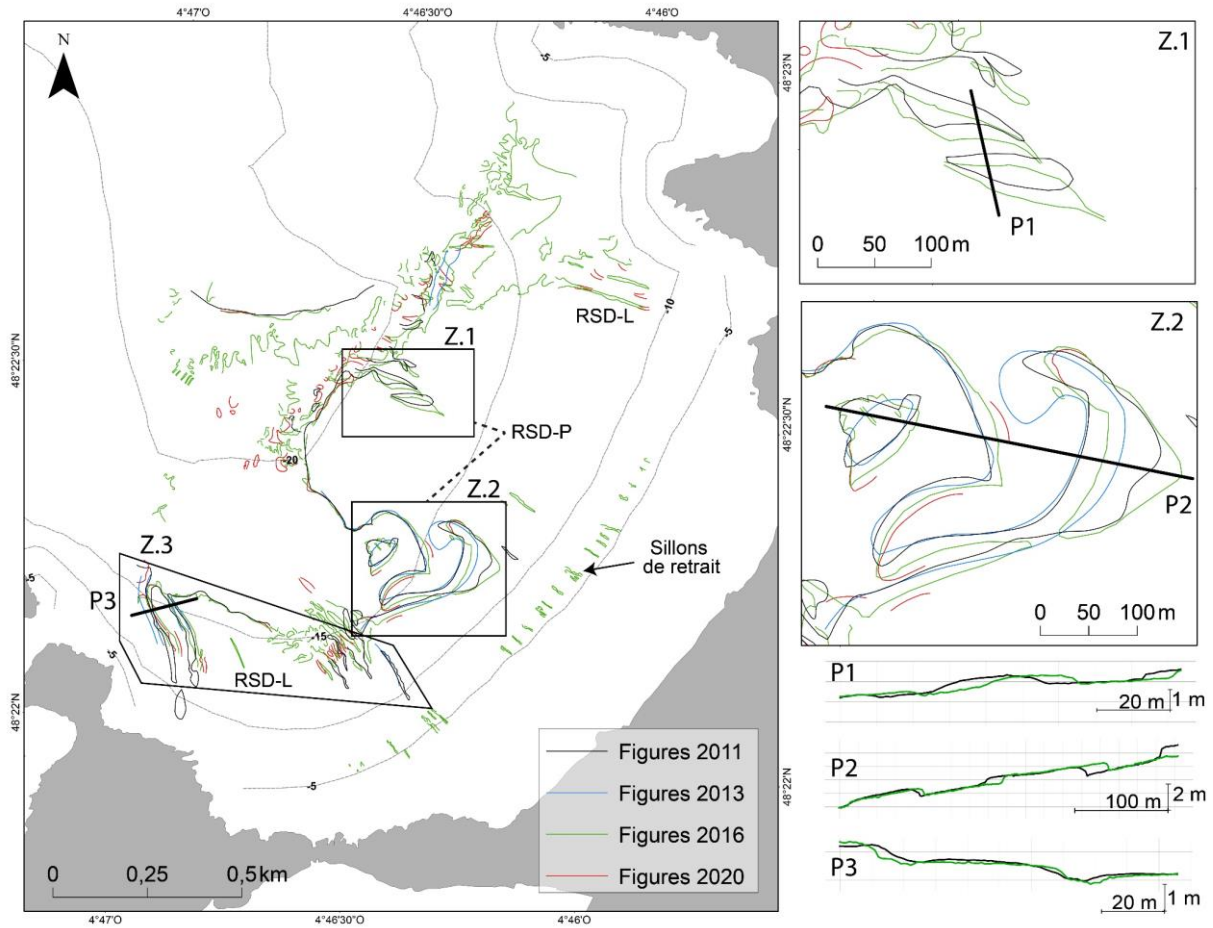 4°47'O
4°46'30"O
4°46'O
N
-5
48°22'30"N
Z.1
RSD-L
-10
-5
RSD-P
-20
Z.2
Z.3
-5
P3
Sillons
de retrait
-15
-5
RSD-L
48°22'N
-5
Figures 2011
Figures 2013
Figures 2016
Figures 2020
0
0,25
0,5km
4°47'O
4°46'30"O
4°46'O
Z.1
48°23'N
P1
0 50 100 m
Z.2
48°22'30"N
P2
0 50 100 m
P1
20 m
1 m
P2
48°22'N
100 m
2 m
P3
20 m
1 m